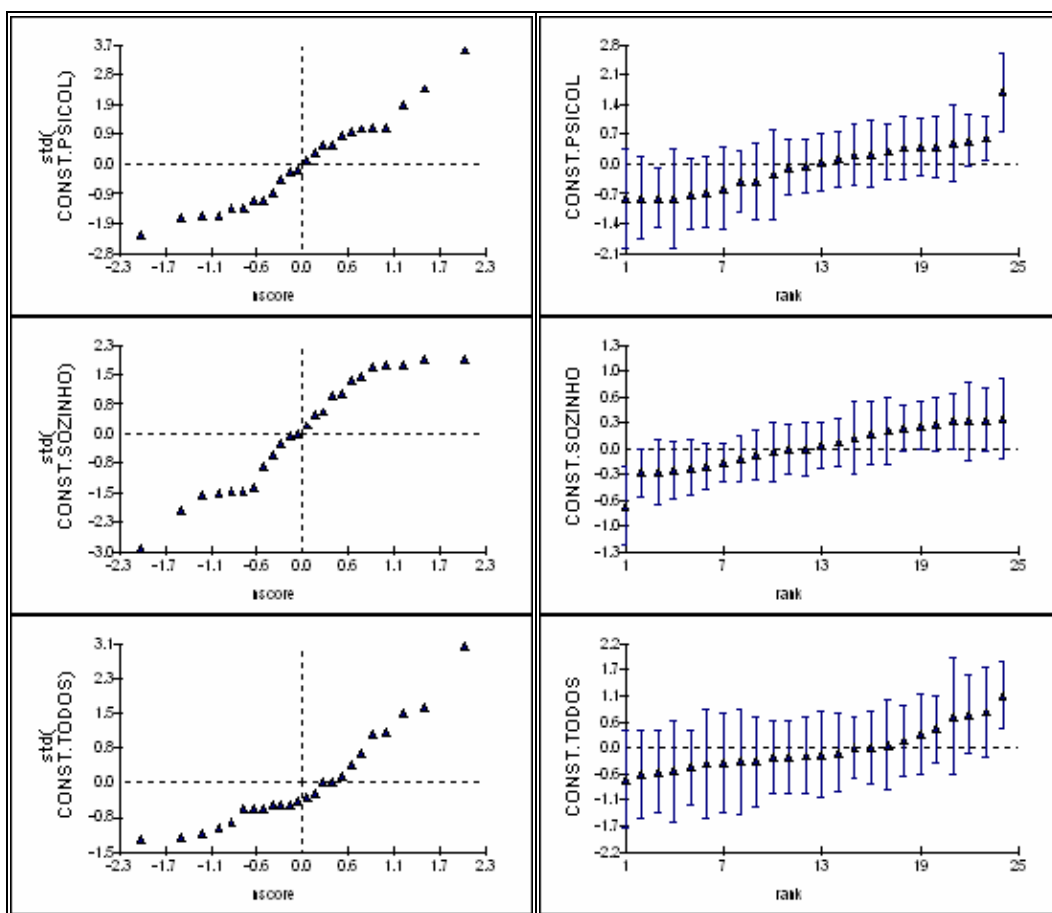 std(
CONST.PSICOL)
3.7
2.8
1.9
0.9
0.0
-0.9
-1.9
-2.8
-2.3 -1.7 -1.1 -0.6 0.0 0.6 1.1 1.7 2.3
nscore
CONST.PSICOL
2.8
2.1
1.4
0.7
0.0
-0.7
-1.4
-2.1
1 7 13 19 25
rank
std(
CONST.SOZINHO)
2.3
1.5
0.8
0.0
-0.8
-1.5
-2.3
-3.0
-2.3 -1.7 -1.1 -0.6 0.0 0.6 1.1 1.7 2.3
nscore
CONST.SOZINHO
1.3
1.0
0.6
0.3
0.0
-0.3
-0.6
-1.0
-1.3
1 7 13 19 25
rank
std(
CONST.TODOS)
3.1
2.3
1.5
0.8
0.0
-0.8
-1.5
-2.3 -1.7 -1.1 -0.6 0.0 0.6 1.1 1.7 2.3
nscore
CONST.TODOS
2.2
1.7
1.1
0.6
0.0
-0.6
-1.1
-1.7
-2.2
1 7 13 19 25
rank